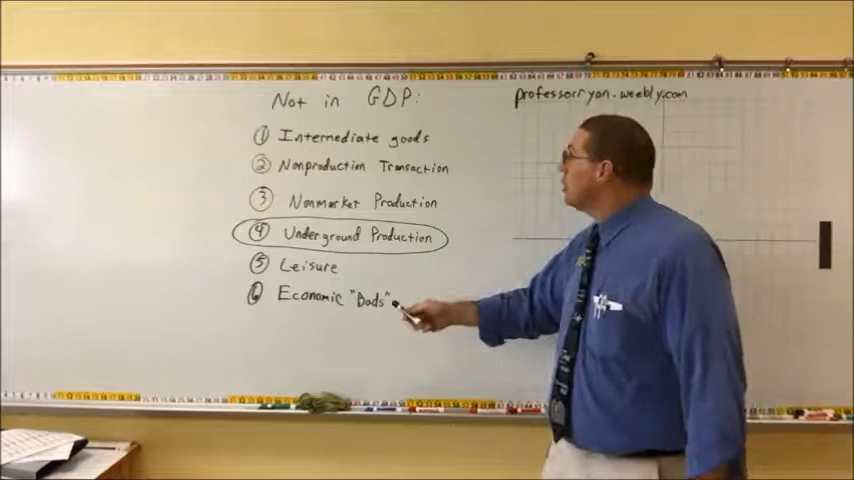 Not in GDP:
professorryan.weebly.com
① Intermediate goods
② Nonproduction Transaction
③ Nonmarket Production
④ Underground Production
⑤ Leisure
⑥ Economic "Bads"